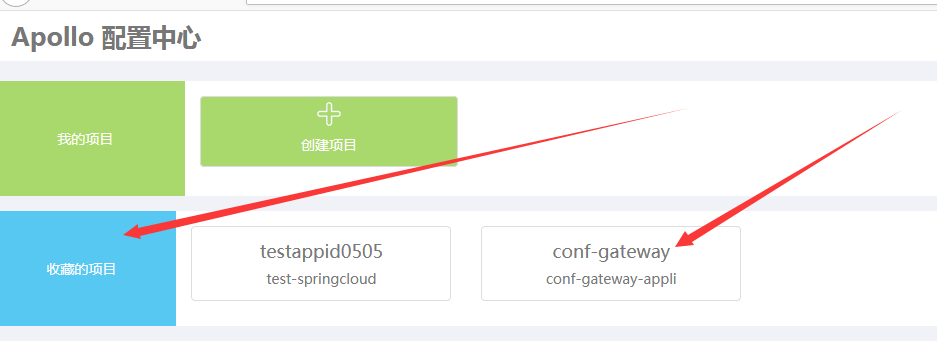 Apollo 配置中心
我的项目
创建项目
收藏的项目
testappid0505
test-springcloud
conf-gateway
conf-gateway-appli